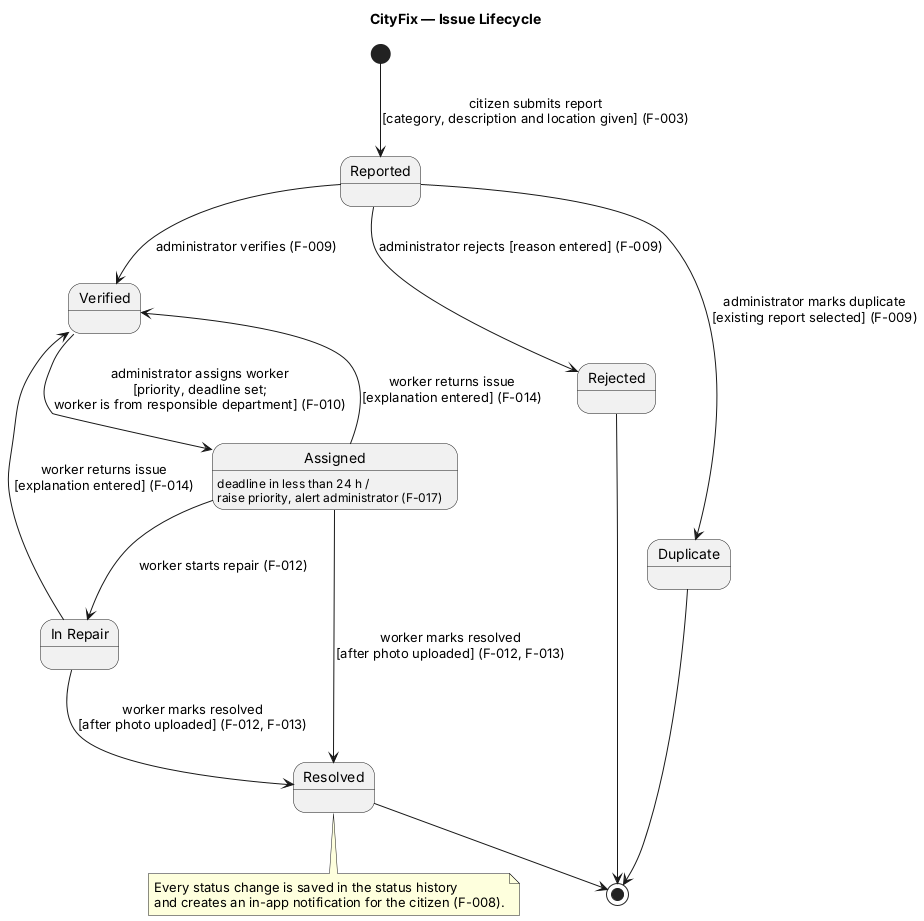 CityFix — Issue Lifecycle
citizen submits report
[category, description and location given] (F-003)
Reported
administrator verifies (F-009)
administrator rejects [reason entered] (F-009)
administrator marks duplicate
[existing report selected] (F-009)
Verified
administrator assigns worker
[priority, deadline set;
worker is from responsible department] (F-010)
worker returns issue
[explanation entered] (F-014)
Rejected
Assigned
deadline in less than 24 h /
raise priority, alert administrator (F-017)
worker returns issue
[explanation entered] (F-014)
Duplicate
worker starts repair (F-012)
In Repair
worker marks resolved
[after photo uploaded] (F-012, F-013)
worker marks resolved
[after photo uploaded] (F-012, F-013)
Resolved
Every status change is saved in the status history
and creates an in-app notification for the citizen (F-008).